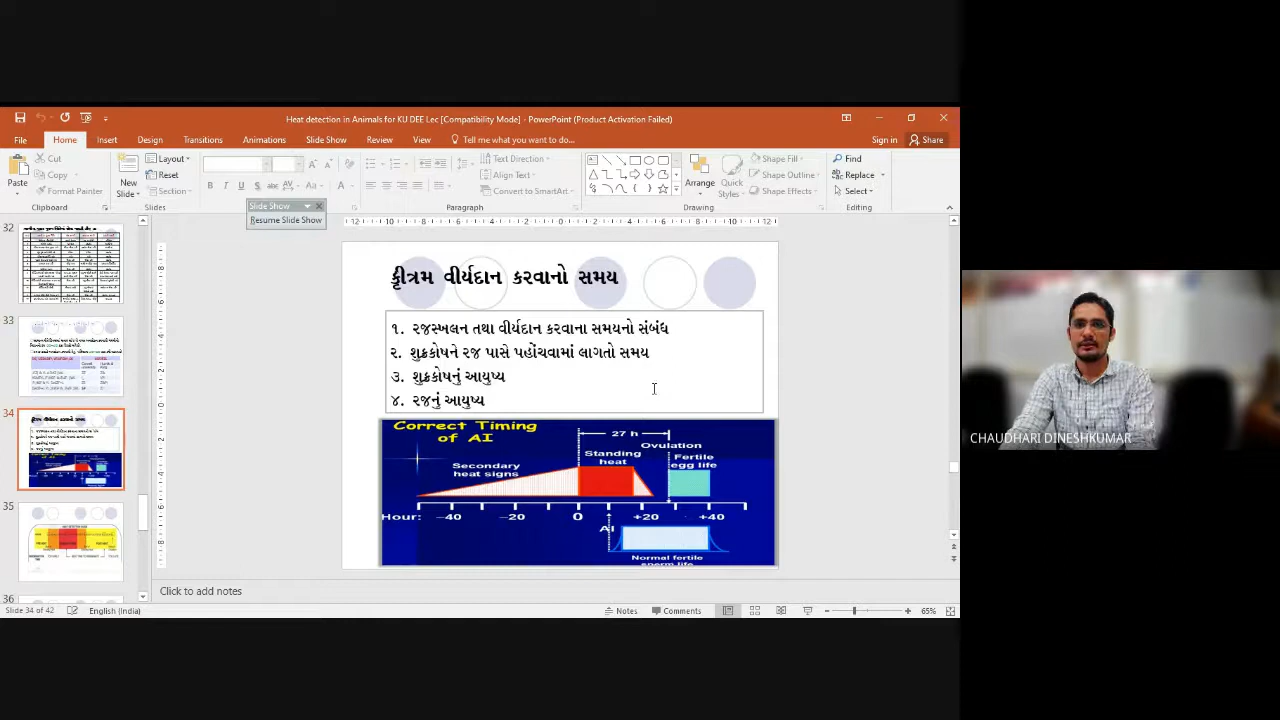 Heat detection in Animals for KU DEE Lec [Compatibility Mode] - PowerPoint (Product Activation Failed)
File Home Insert Design Transitions Animations Slide Show Review View Tell me what you want to do... Sign in Share
Paste Cut Copy Format Painter
Clipboard
New Slide Layout Reset Section
Slides
B I U S abc AV Aa A
Text Direction Align Text Convert to SmartArt
Paragraph
Arrange Quick Styles Shape Fill Shape Outline Shape Effects
Drawing
Find Replace Select
Editing
Slide Show
Resume Slide Show
32
33
34
35
36
કૃીત્રમ વીર્યદાન કરવાનો સમય
૧. રજસ્ખલન તથા વીર્યદાન કરવાના સમયનો સંબંધ
૨. શુક્રકોષને રજ પાસે પહોંચવામાં લાગતો સમય
૩. શુક્રકોષનું આયુષ્ય
૪. રજનું આયુષ્ય
Correct Timing
of AI
27 h
Ovulation
Standing
heat
Fertile
egg life
Secondary
heat signs
Hour: −40 −20 0 +20 +40
AI
Normal fertile
sperm life
CHAUDHARI DINESHKUMAR
Click to add notes
Slide 34 of 42 English (India) Notes Comments 65%